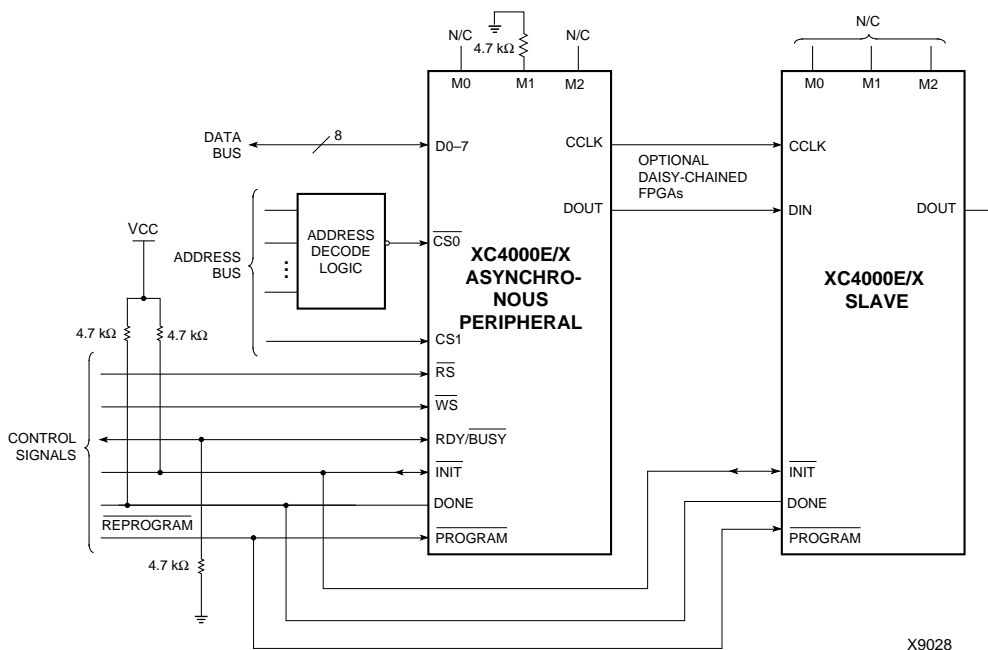 N/C
4.7 kΩ
N/C
N/C
M0
M1
M2
M0
M1
M2
DATA
BUS
8
D0–7
CCLK
OPTIONAL
DAISY-CHAINED
FPGAs
CCLK
DOUT
DIN
DOUT
VCC
ADDRESS
BUS
ADDRESS
DECODE
LOGIC
CS0
XC4000E/X
ASYNCHRO-
NOUS
PERIPHERAL
XC4000E/X
SLAVE
4.7 kΩ
4.7 kΩ
CS1
RS
WS
CONTROL
SIGNALS
RDY/BUSY
INIT
INIT
DONE
DONE
REPROGRAM
PROGRAM
PROGRAM
4.7 kΩ
X9028